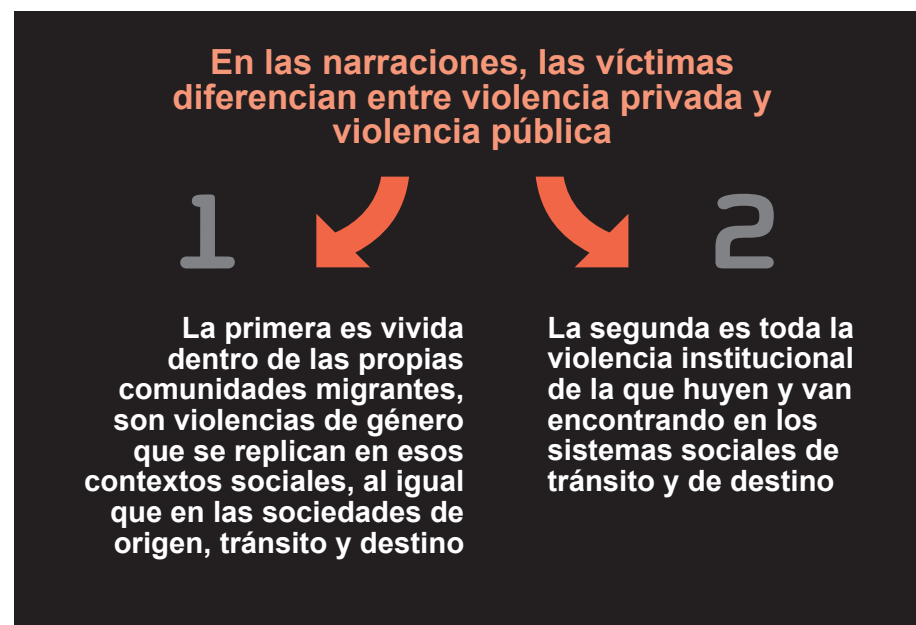 En las narraciones, las víctimas
diferencian entre violencia privada y
violencia pública
1
La primera es vivida
dentro de las propias
comunidades migrantes,
son violencias de género
que se replican en esos
contextos sociales, al igual
que en las sociedades de
origen, tránsito y destino
2
La segunda es toda la
violencia institucional
de la que huyen y van
encontrando en los
sistemas sociales de
tránsito y de destino